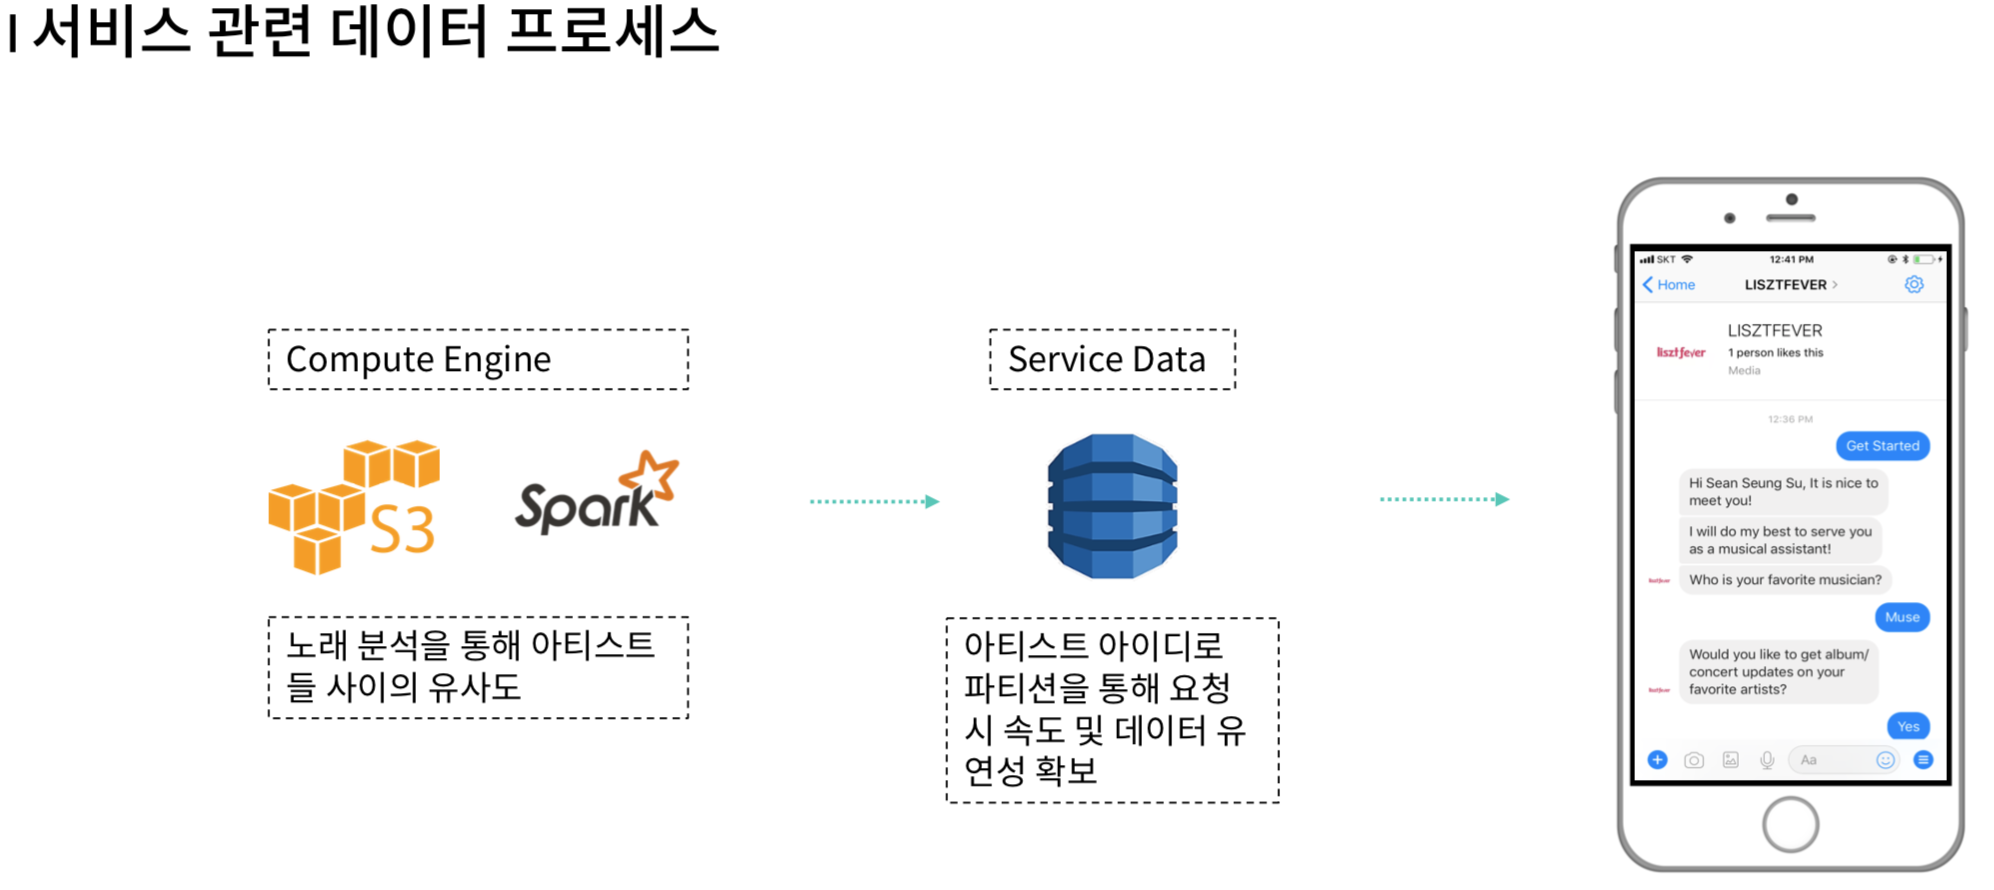 서비스 관련 데이터 프로세스
Compute Engine
S3
Spark
노래 분석을 통해 아티스트
들 사이의 유사도
Service Data
아티스트 아이디로
파티션을 통해 요청
시 속도 및 데이터 유
연성 확보
SKT
12:41 PM
Home
LISZTFEVER
lisztfever
LISZTFEVER
1 person likes this
Media
12:36 PM
Get Started
Hi Sean Seung Su, It is nice to
meet you!
I will do my best to serve you
as a musical assistant!
Who is your favorite musician?
Muse
Would you like to get album/
concert updates on your
favorite artists?
Yes
Aa